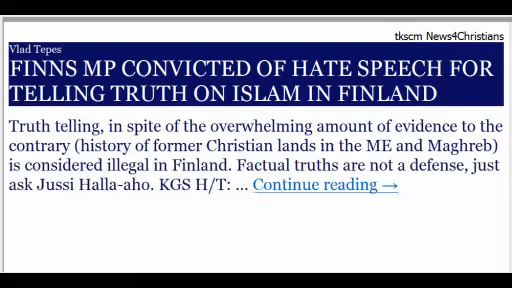 tkscm News4Christians
Vlad Tepes
FINNS MP CONVICTED OF HATE SPEECH FOR
TELLING TRUTH ON ISLAM IN FINLAND
Truth telling, in spite of the overwhelming amount of evidence to the
contrary (history of former Christian lands in the ME and Maghreb)
is considered illegal in Finland. Factual truths are not a defense, just
ask Jussi Halla-aho. KGS H/T: ... Continue reading →